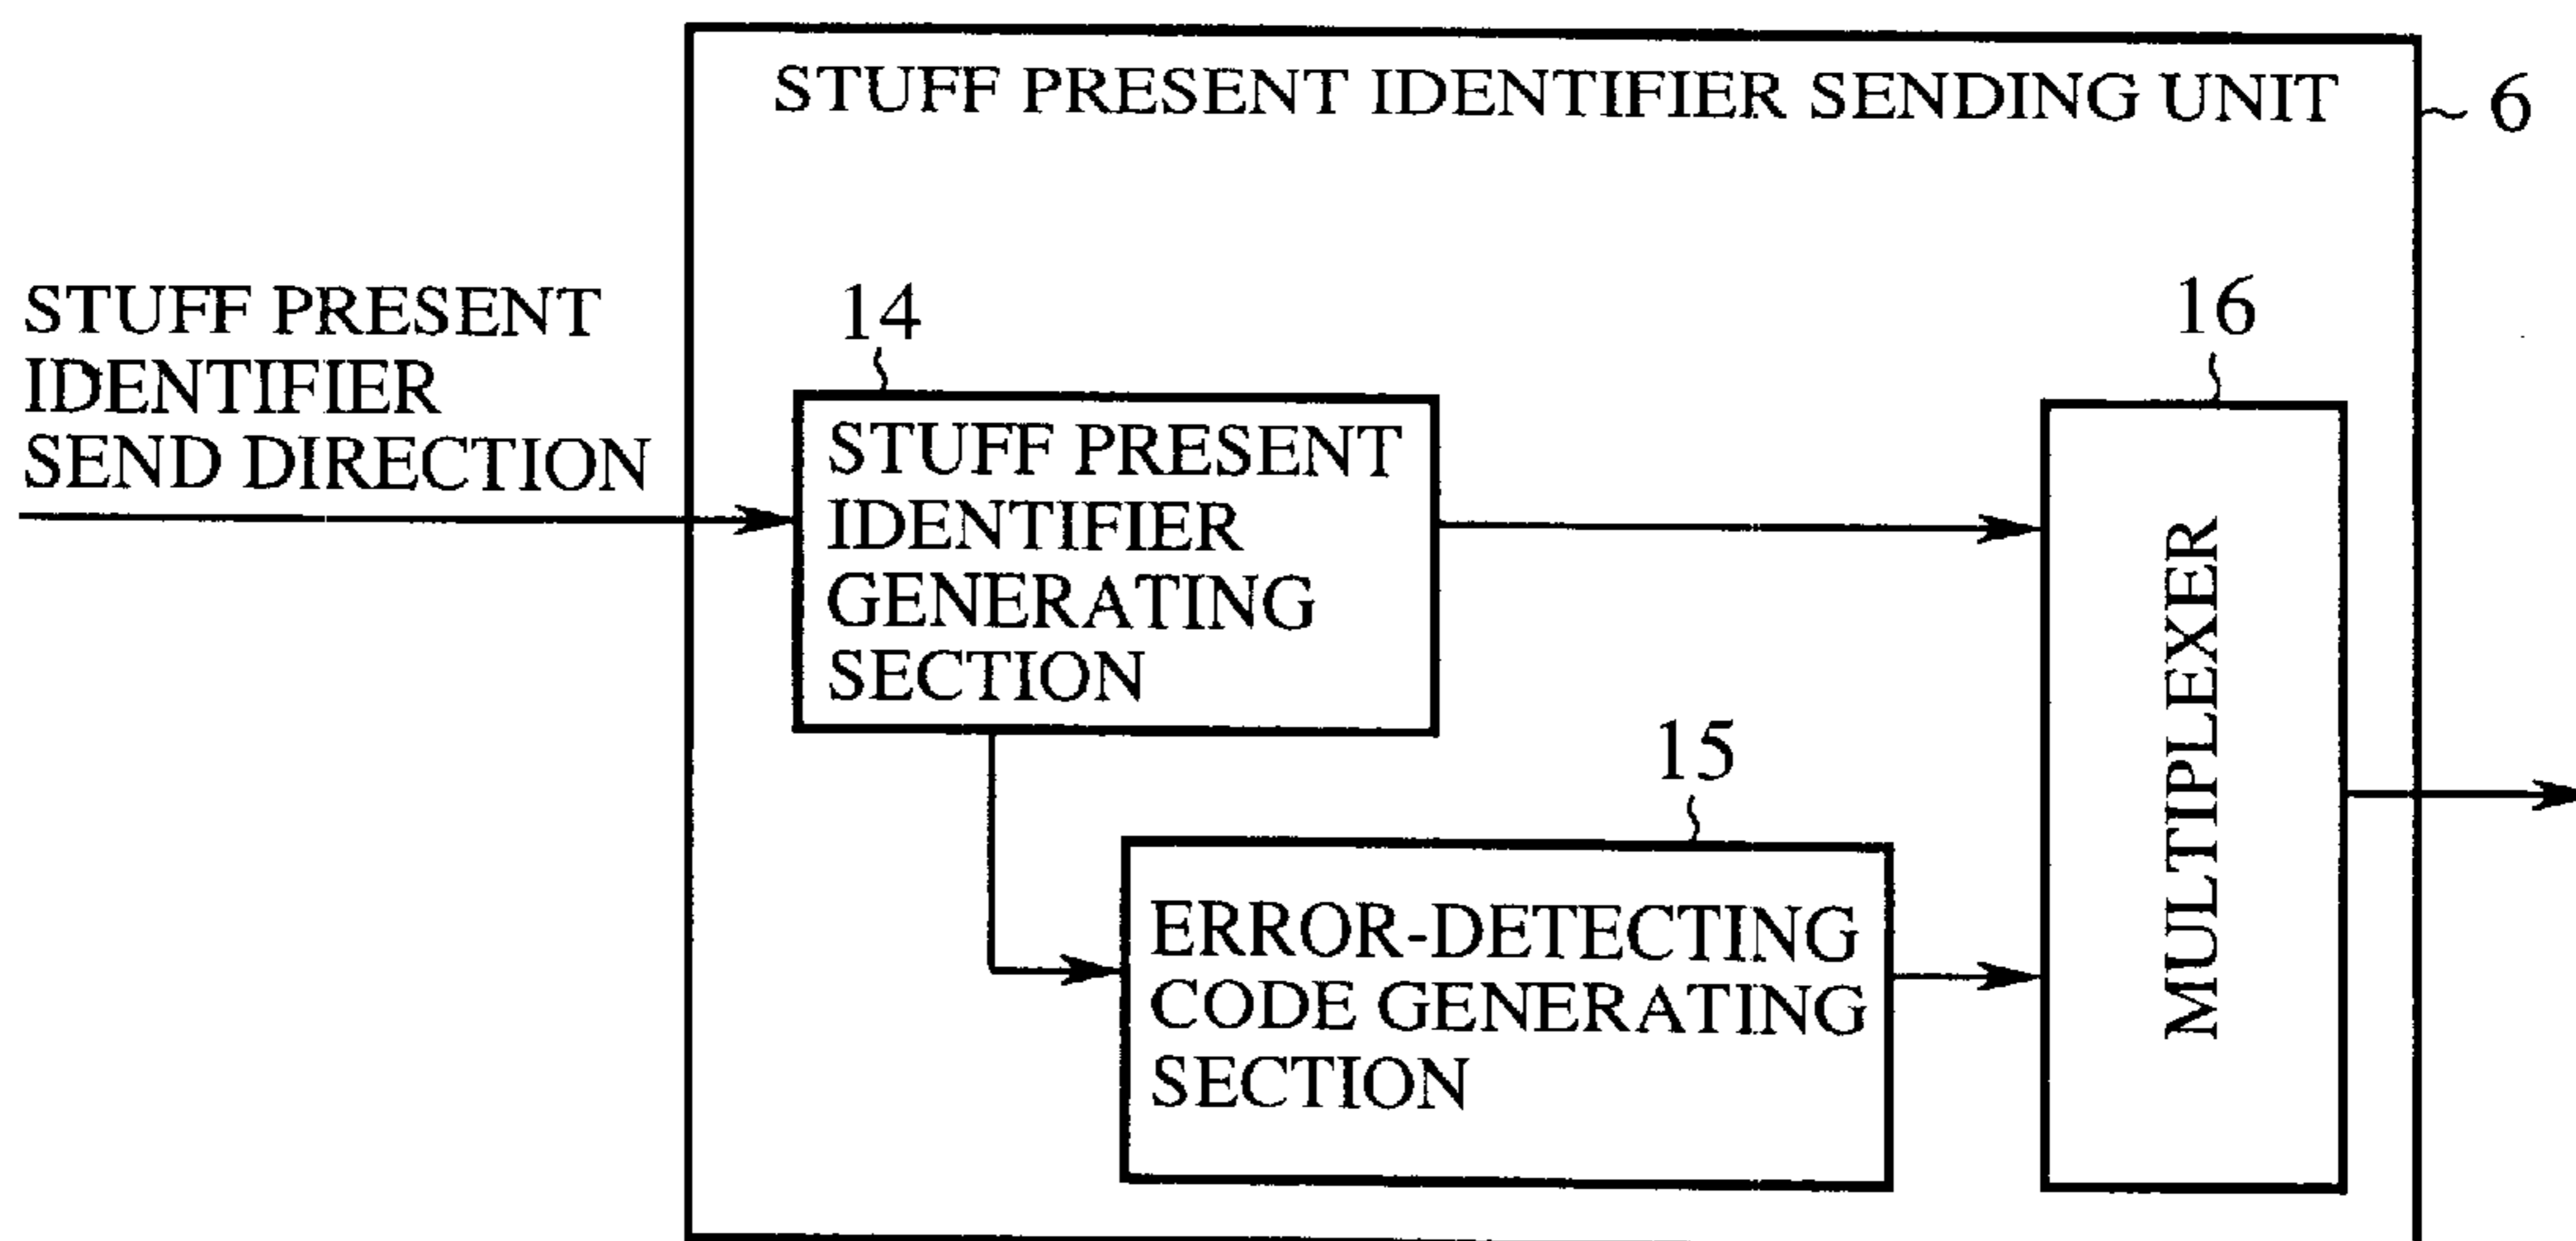 STUFF PRESENT IDENTIFIER SENDING UNIT
6
STUFF PRESENT
IDENTIFIER
SEND DIRECTION
14
STUFF PRESENT
IDENTIFIER
GENERATING
SECTION
16
MULTIPLEXER
15
ERROR-DETECTING
CODE GENERATING
SECTION